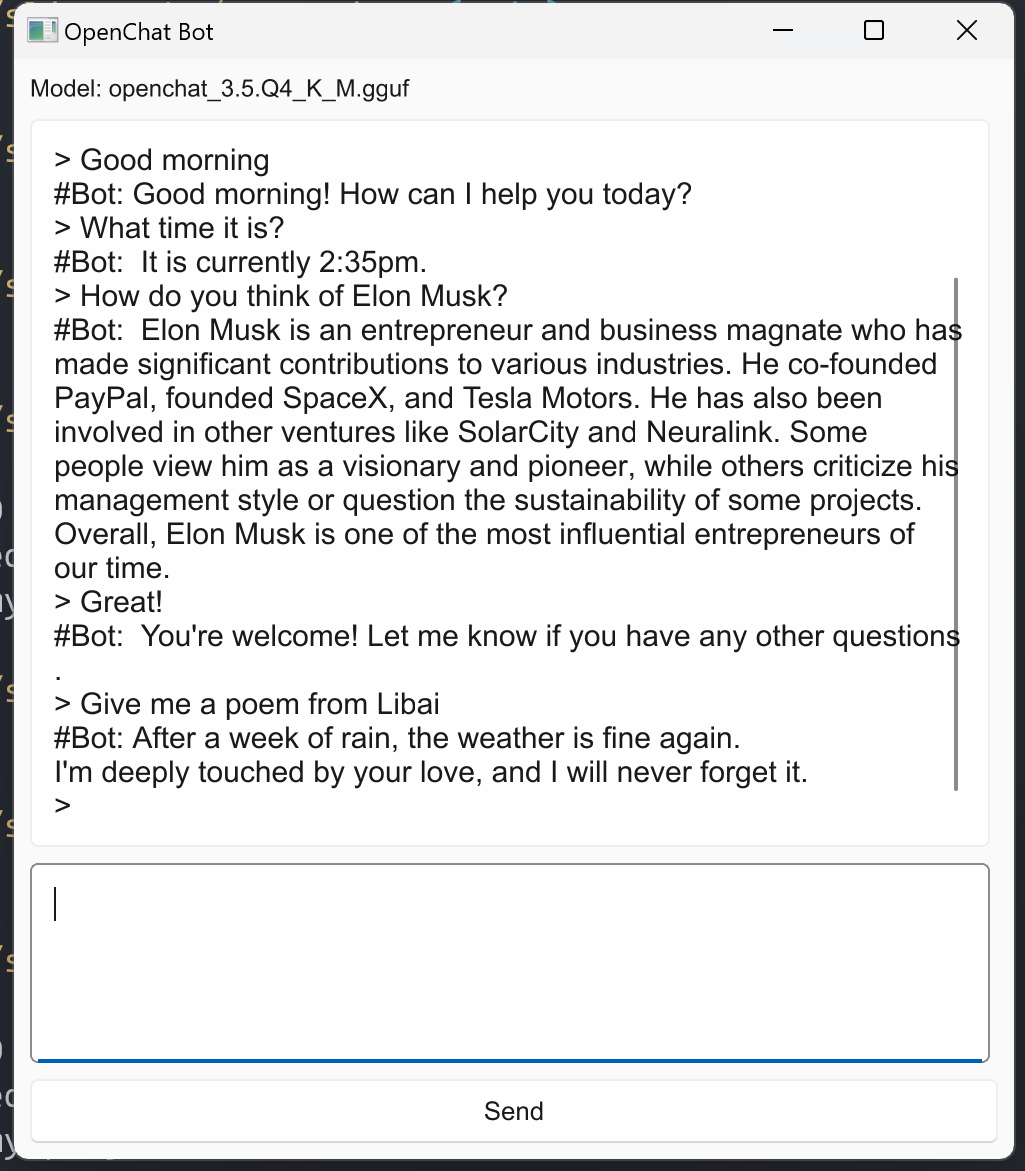 OpenChat Bot
Model: openchat_3.5.Q4_K_M.gguf
> Good morning
#Bot: Good morning! How can I help you today?
> What time it is?
#Bot:  It is currently 2:35pm.
> How do you think of Elon Musk?
#Bot:  Elon Musk is an entrepreneur and business magnate who has
made significant contributions to various industries. He co-founded
PayPal, founded SpaceX, and Tesla Motors. He has also been
involved in other ventures like SolarCity and Neuralink. Some
people view him as a visionary and pioneer, while others criticize his
management style or question the sustainability of some projects.
Overall, Elon Musk is one of the most influential entrepreneurs of
our time.
> Great!
#Bot:  You're welcome! Let me know if you have any other questions
.
> Give me a poem from Libai
#Bot: After a week of rain, the weather is fine again.
I'm deeply touched by your love, and I will never forget it.
>
Send